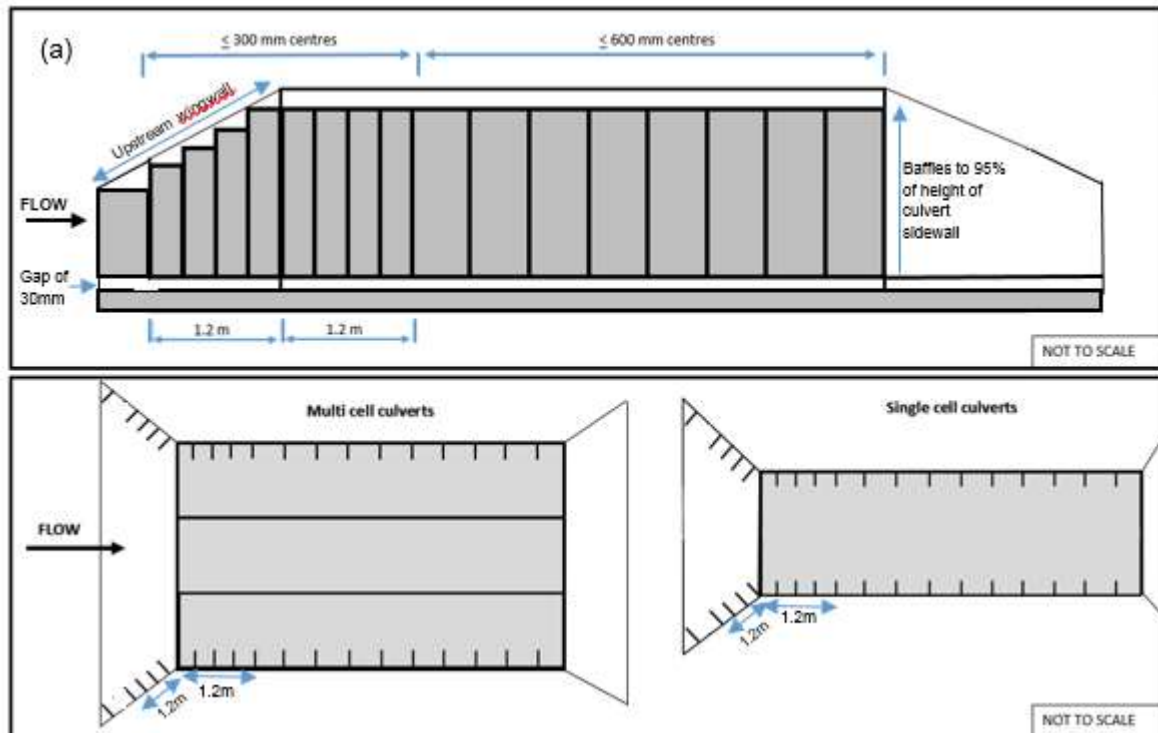 (a)
≤ 300 mm centres
≤ 600 mm centres
Upstream wingwall
FLOW
Baffles to 95%
of height of
culvert
sidewall
Gap of
30mm
1.2 m
1.2 m
NOT TO SCALE
Multi cell culverts
Single cell culverts
FLOW
1.2m
1.2m
1.2m
1.2m
NOT TO SCALE